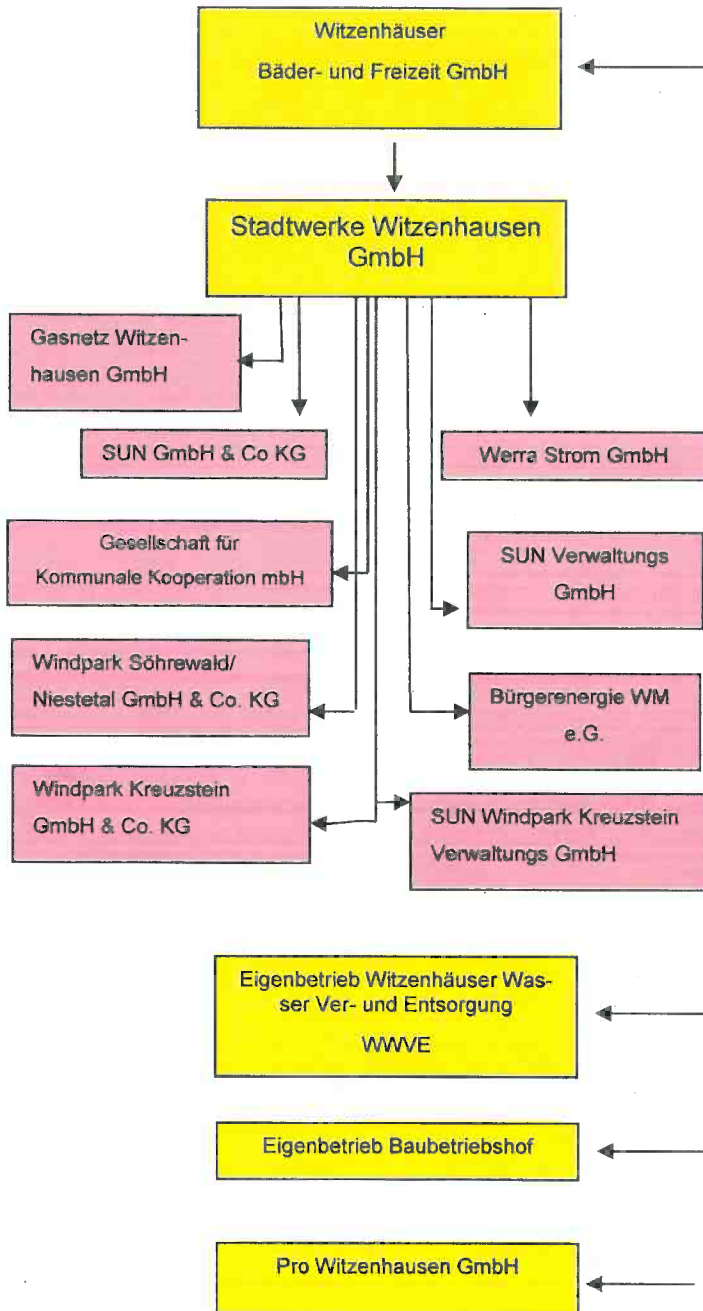 Witzenhäuser
Bäder- und Freizeit GmbH
Stadtwerke Witzenhausen
GmbH
Gasnetz Witzen-
hausen GmbH
SUN GmbH & Co KG
Werra Strom GmbH
Gesellschaft für
Kommunale Kooperation mbH
SUN Verwaltungs
GmbH
Windpark Söhrewald/
Niestetal GmbH & Co. KG
Bürgerenergie WM
e.G.
Windpark Kreuzstein
GmbH & Co. KG
SUN Windpark Kreuzstein
Verwaltungs GmbH
Eigenbetrieb Witzenhäuser Was-
ser Ver- und Entsorgung
WWVE
Eigenbetrieb Baubetriebshof
Pro Witzenhausen GmbH